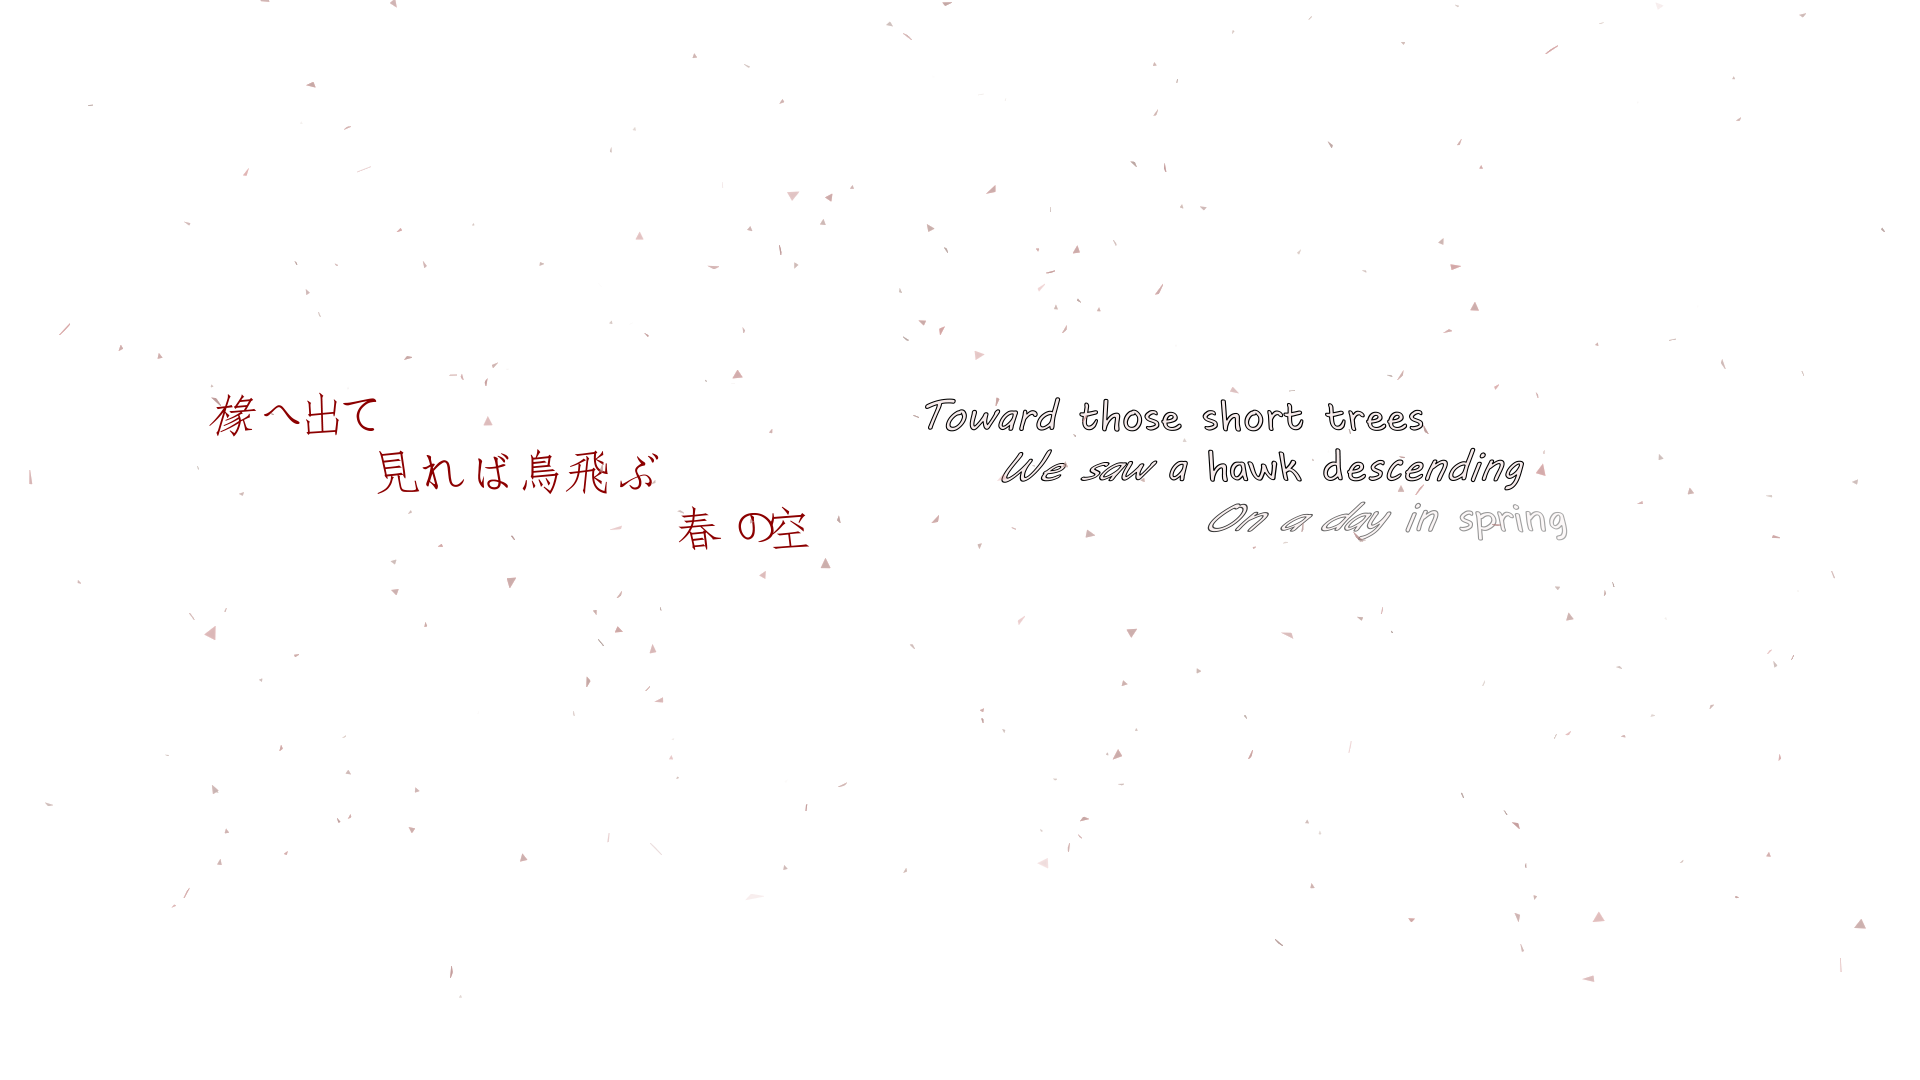 椽へ出て
見れば鳥飛ぶ
春の空
Toward those short trees
We saw a hawk descending
On a day in spring